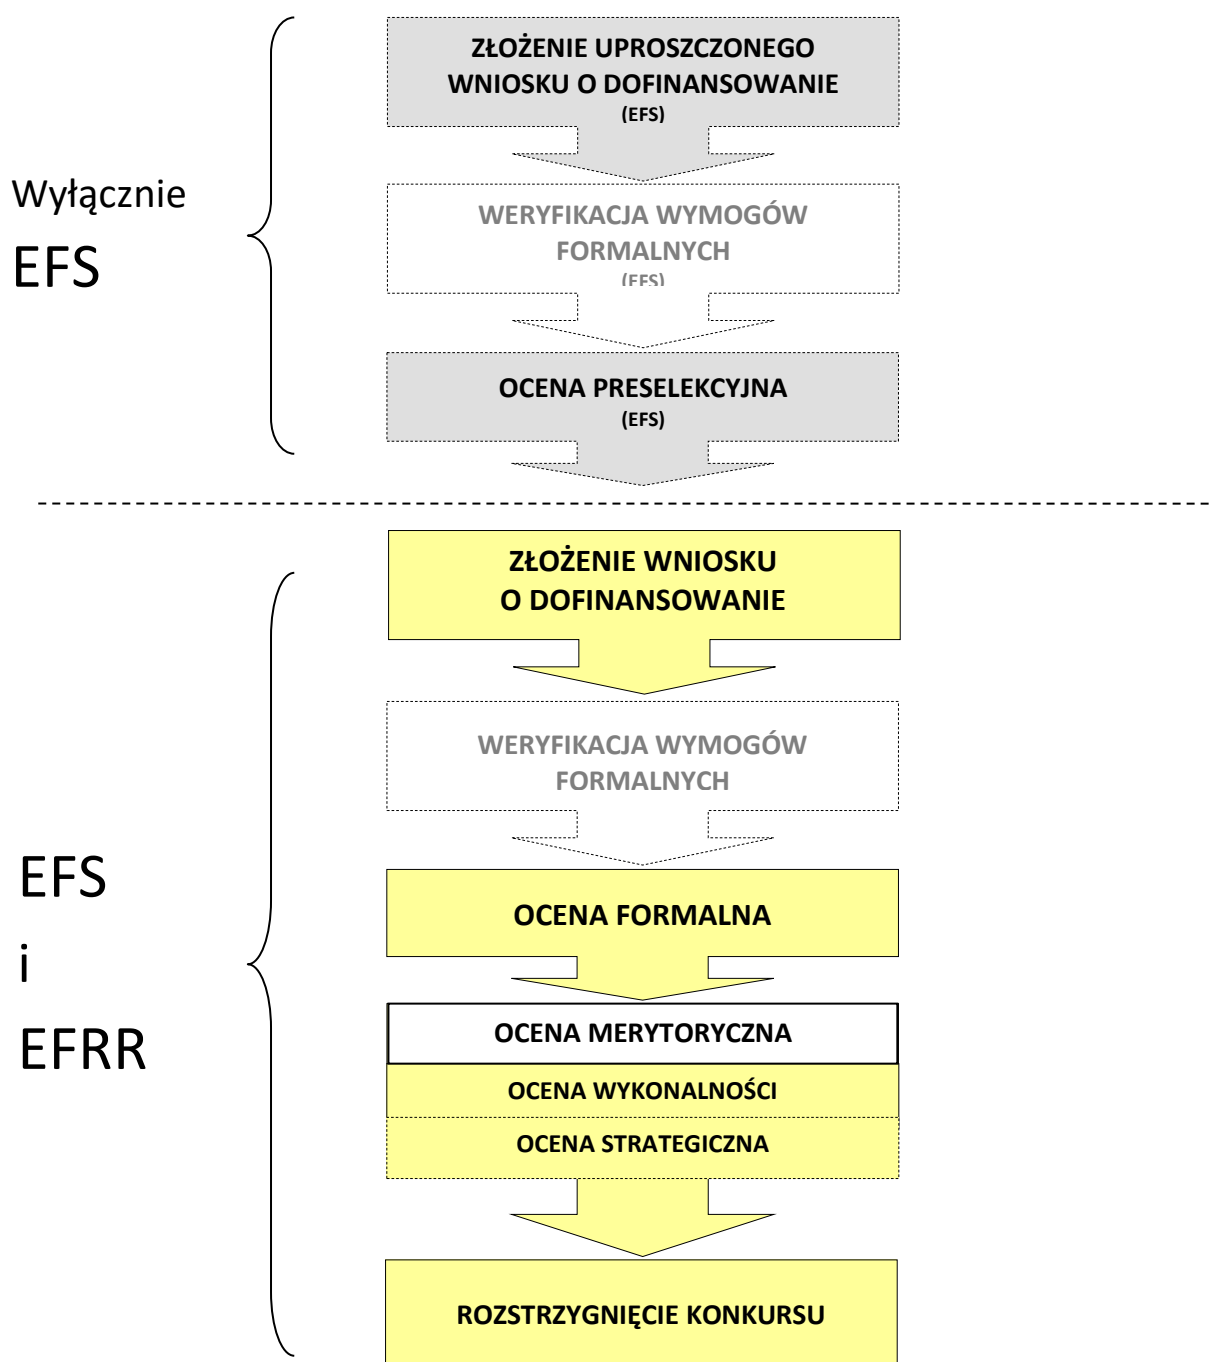 ZŁOŻENIE UPROSZCZONEGO
WNIOSKU O DOFINANSOWANIE
(EFS)
Wyłącznie
EFS
WERYFIKACJA WYMOGÓW
FORMALNYCH
(EFS)
OCENA PRESELEKCYJNA
(EFS)
ZŁOŻENIE WNIOSKU
O DOFINANSOWANIE
WERYFIKACJA WYMOGÓW
FORMALNYCH
EFS
i
EFRR
OCENA FORMALNA
OCENA MERYTORYCZNA
OCENA WYKONALNOŚCI
OCENA STRATEGICZNA
ROZSTRZYGNIĘCIE KONKURSU